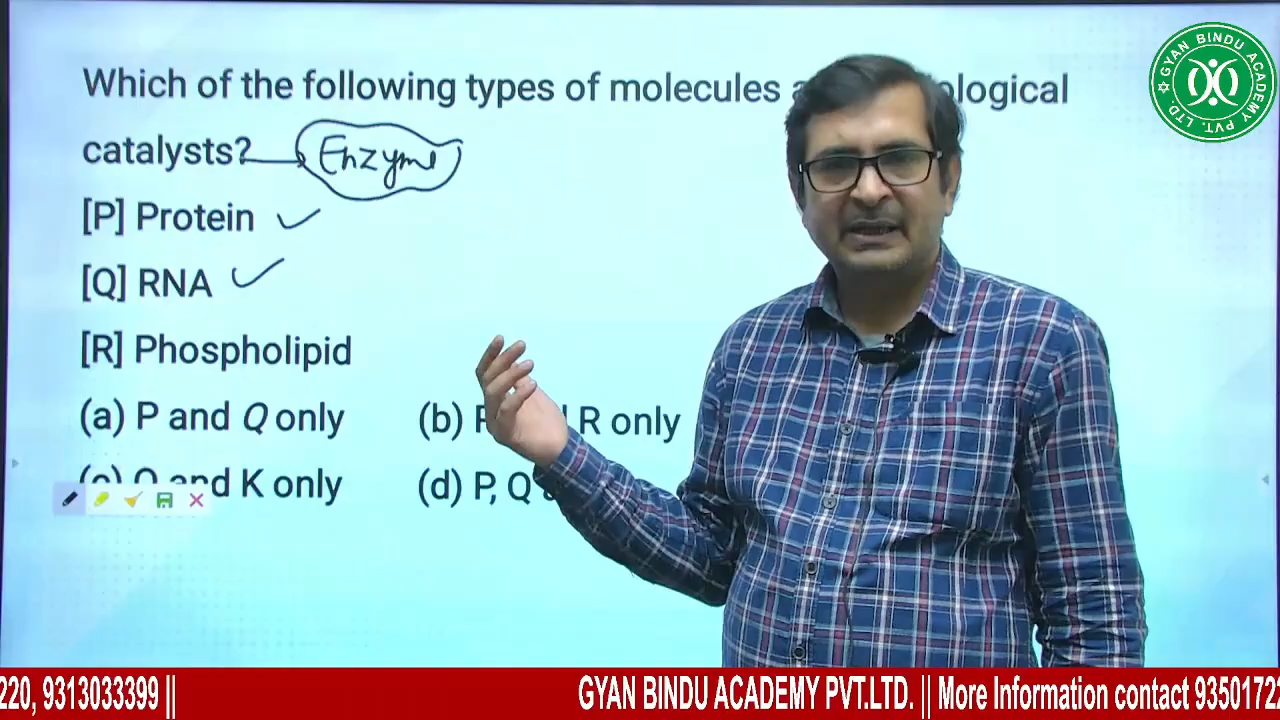 Which of the following types of molecules
ological
catalysts? Enzyme
[P] Protein
[Q] RNA
[R] Phospholipid
(a) P and Q only (b) R only
and K only (d) P, Q
220, 9313033399 || GYAN BINDU ACADEMY PVT.LTD. || More Information contact 9350172
GYAN BINDU ACADEMY PVT. LTD.